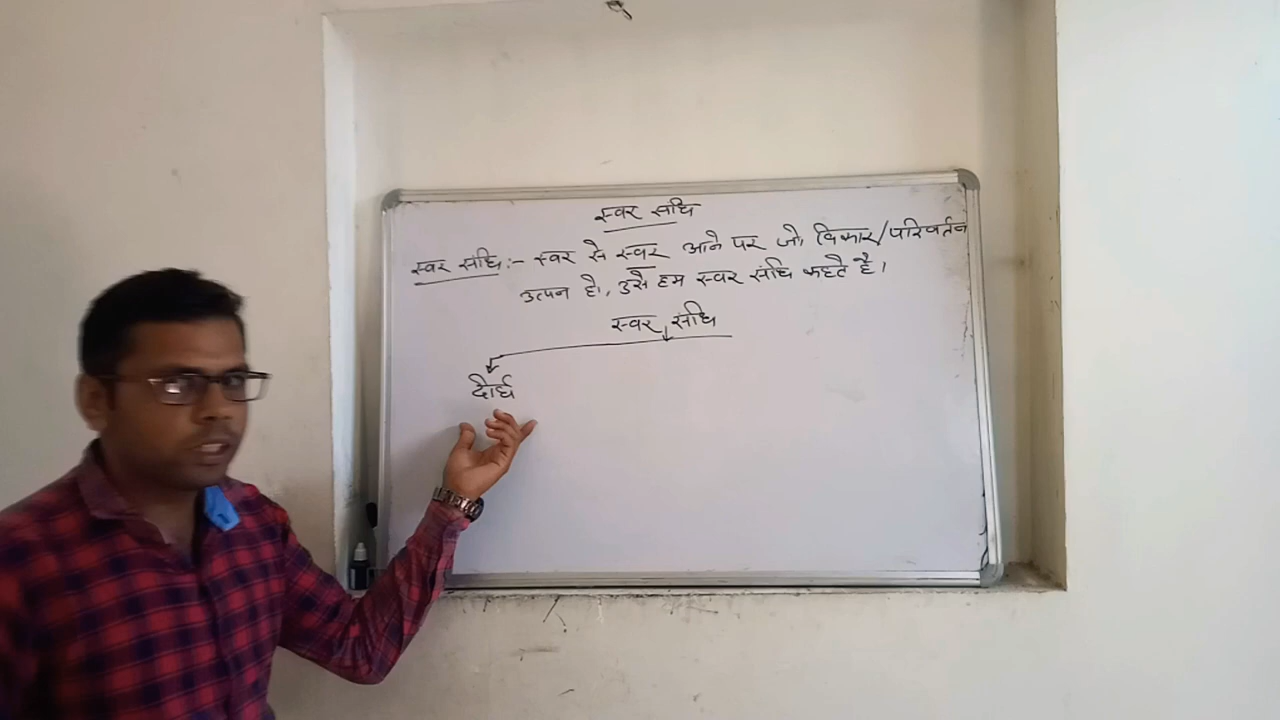 स्वर संधि
स्वर संधि :- स्वर से स्वर आने पर जो विकार/परिवर्तन
उत्पन हो, उसे हम स्वर संधि कहते है।
स्वर संधि
दीर्घ